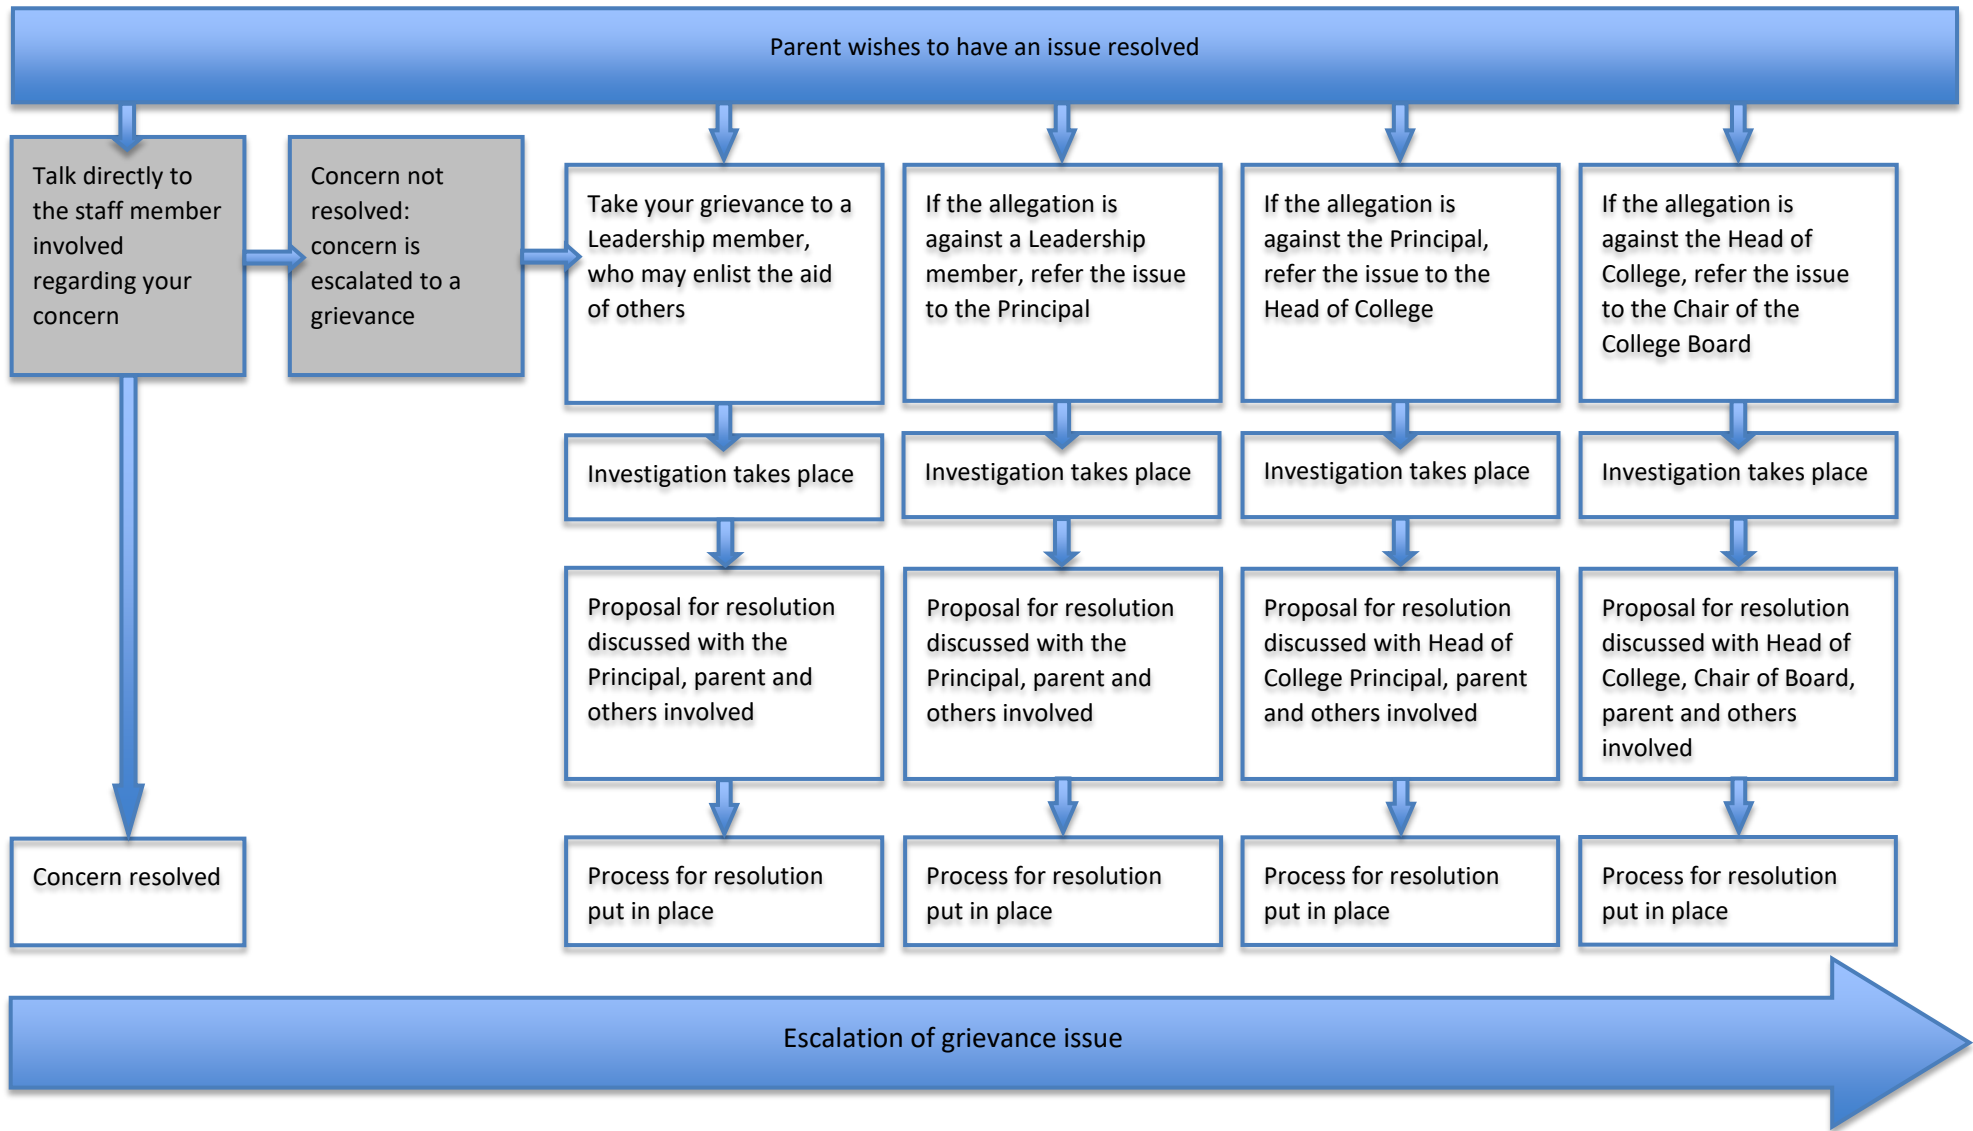 Parent wishes to have an issue resolved
Talk directly to
the staff member
involved
regarding your
concern
Concern not
resolved:
concern is
escalated to a
grievance
Take your grievance to a
Leadership member,
who may enlist the aid
of others
If the allegation is
against a Leadership
member, refer the issue
to the Principal
If the allegation is
against the Principal,
refer the issue to the
Head of College
If the allegation is
against the Head of
College, refer the issue
to the Chair of the
College Board
Investigation takes place
Investigation takes place
Investigation takes place
Investigation takes place
Proposal for resolution
discussed with the
Principal, parent and
others involved
Proposal for resolution
discussed with the
Principal, parent and
others involved
Proposal for resolution
discussed with Head of
College Principal, parent
and others involved
Proposal for resolution
discussed with Head of
College, Chair of Board,
parent and others
involved
Concern resolved
Process for resolution
put in place
Process for resolution
put in place
Process for resolution
put in place
Process for resolution
put in place
Escalation of grievance issue